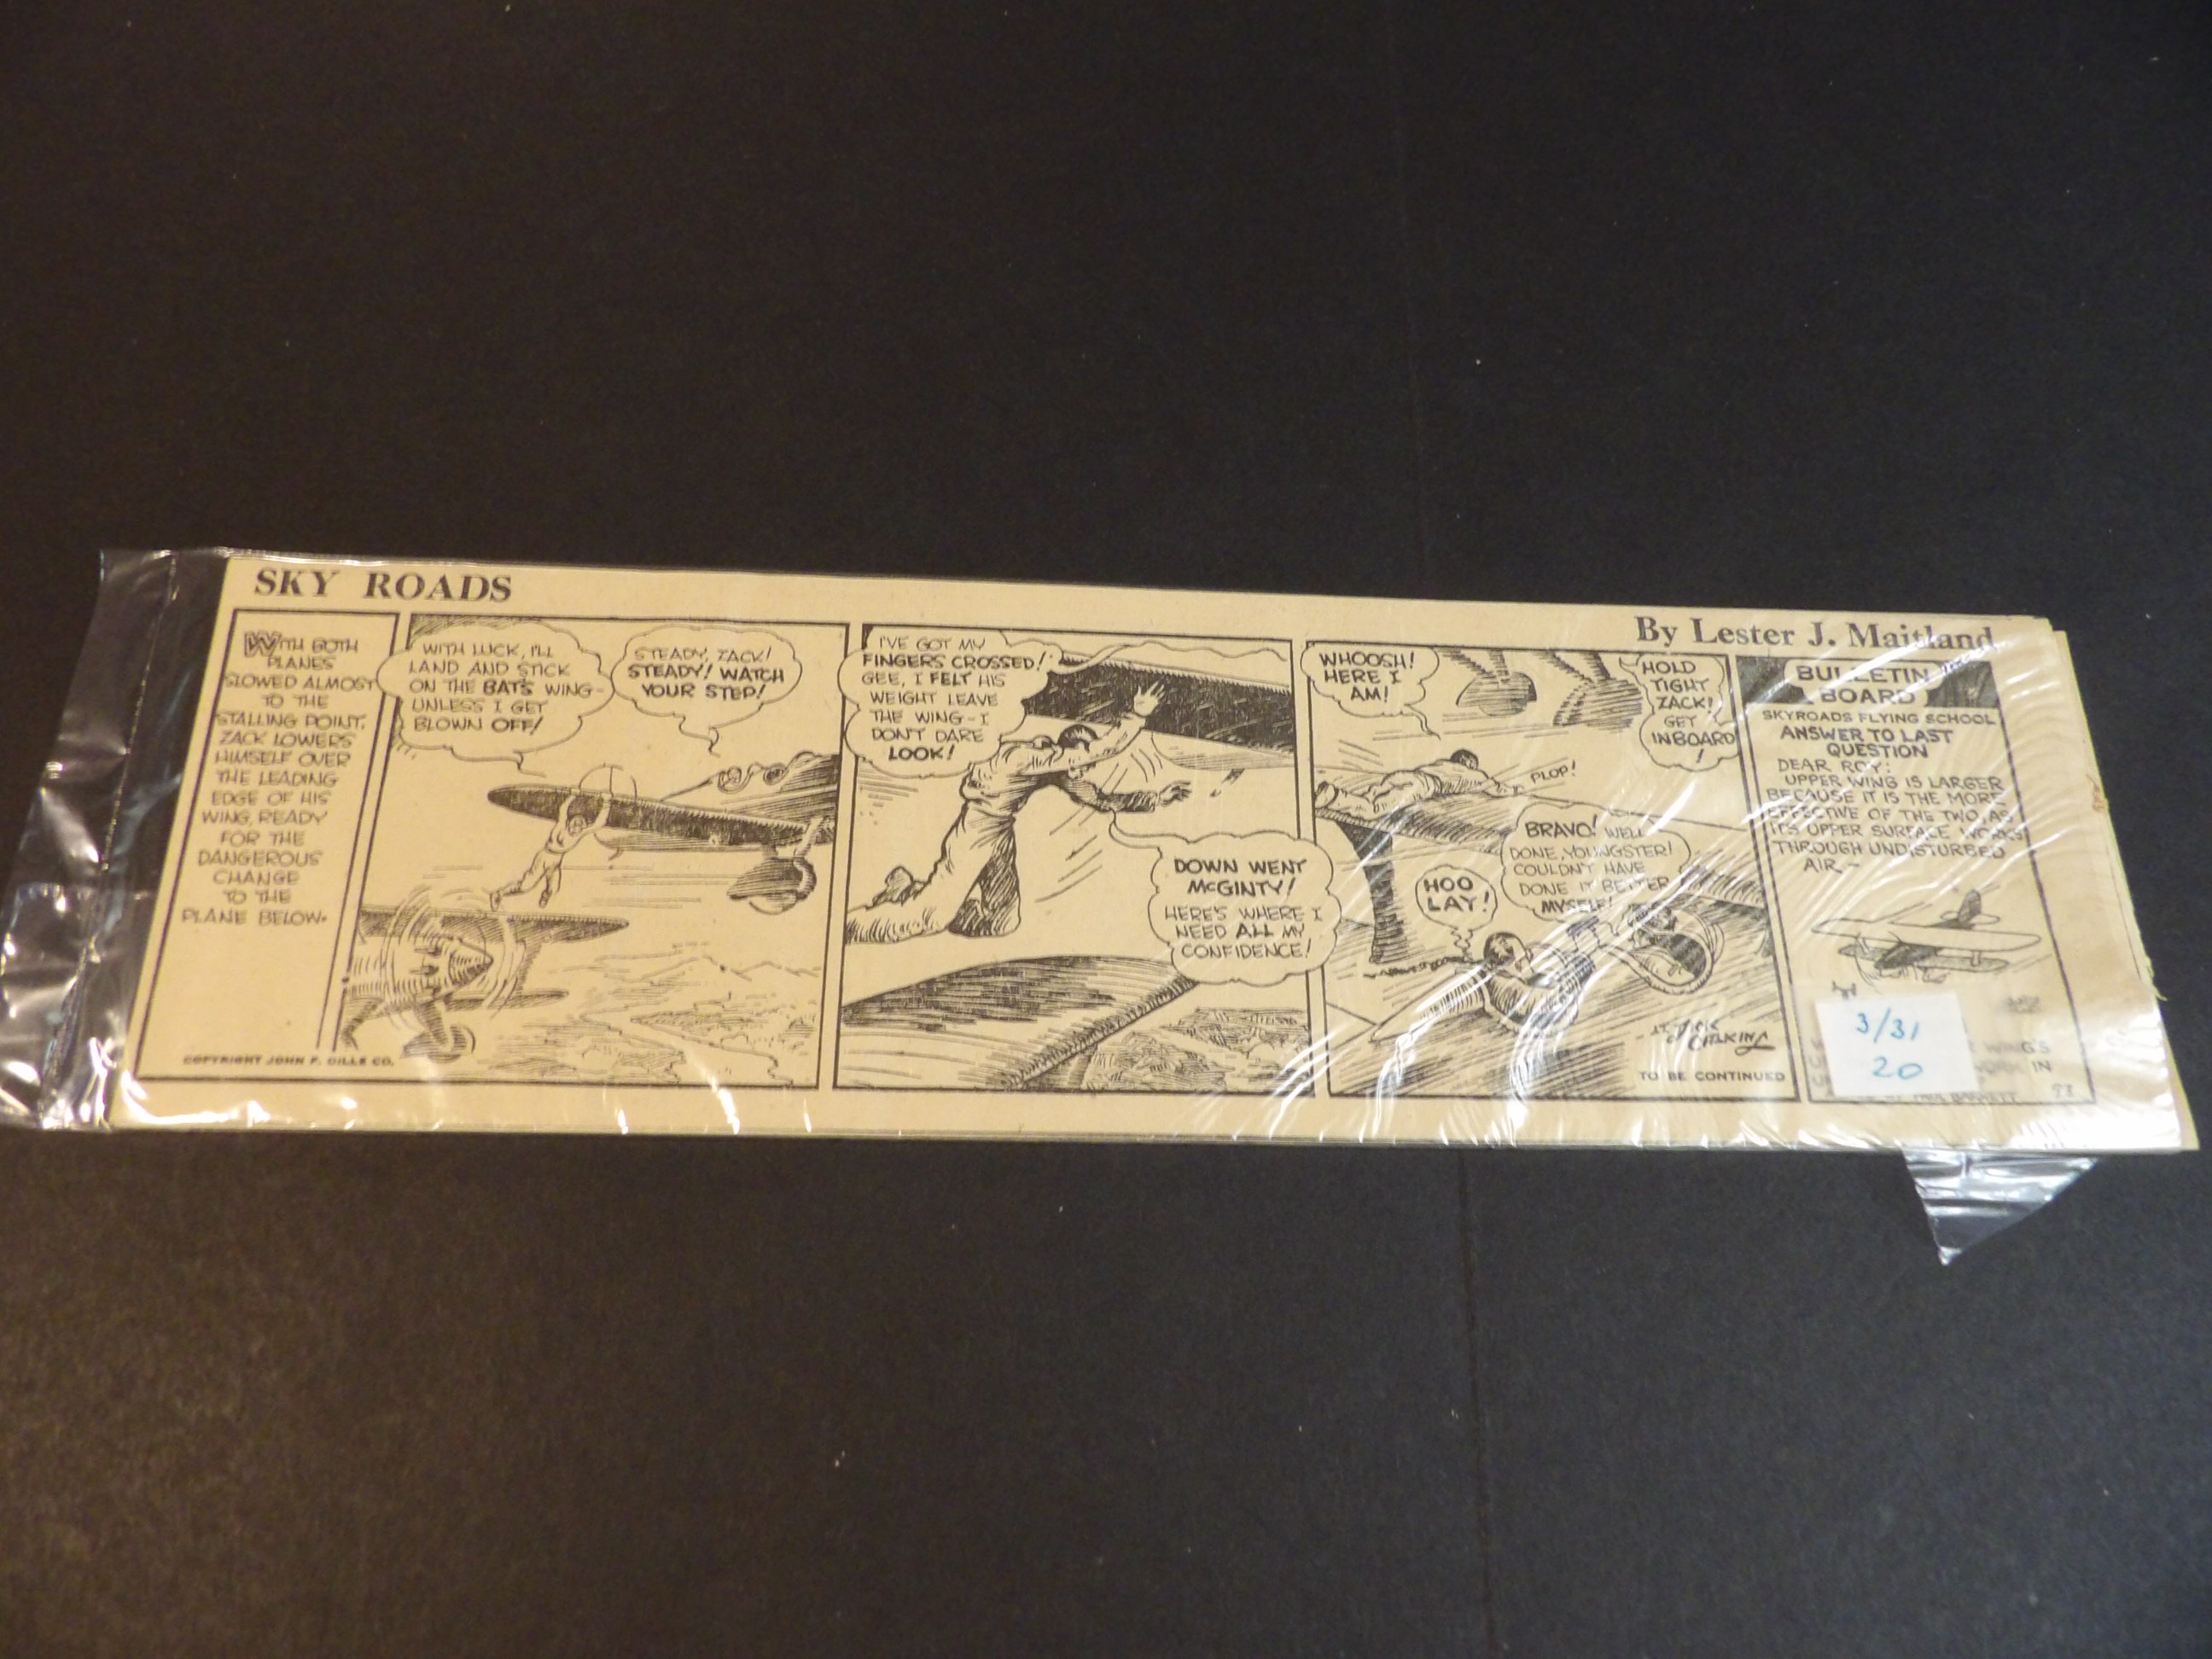 SKY ROADS
By Lester J. Maitland
WITH BOTH
PLANES
SLOWED ALMOST
TO THE
STALLING POINT,
ZACK LOWERS
HIMSELF OVER
THE LEADING
EDGE OF HIS
WING, READY
FOR THE
DANGEROUS
CHANGE
TO THE
PLANE BELOW.
COPYRIGHT JOHN F. DILLE CO.
WITH LUCK, I'LL
LAND AND STICK
ON THE BAT'S WING-
UNLESS I GET
BLOWN OFF!
STEADY, ZACK!
STEADY! WATCH
YOUR STEP!
I'VE GOT MY
FINGERS CROSSED!
GEE, I FELT HIS
WEIGHT LEAVE
THE WING - I
DON'T DARE
LOOK!
DOWN WENT
McGINTY!
HERE'S WHERE I
NEED ALL MY
CONFIDENCE!
WHOOSH!
HERE I
AM!
HOLD
TIGHT
ZACK!
GET
INBOARD
!
PLOP!
BRAVO! WELL
DONE, YOUNGSTER!
COULDN'T HAVE
DONE IT BETTER
MYSELF!
HOO
LAY!
LT. DICK
CALKINS
TO BE CONTINUED
BULLETIN
BOARD
SKYROADS FLYING SCHOOL
ANSWER TO LAST
QUESTION
DEAR ROY:
UPPER WING IS LARGER
BECAUSE IT IS THE MORE
EFFECTIVE OF THE TWO, AS
ITS UPPER SURFACE WORKS
THROUGH UNDISTURBED
AIR-
3/31
20
WINGS
IN
BARRETT